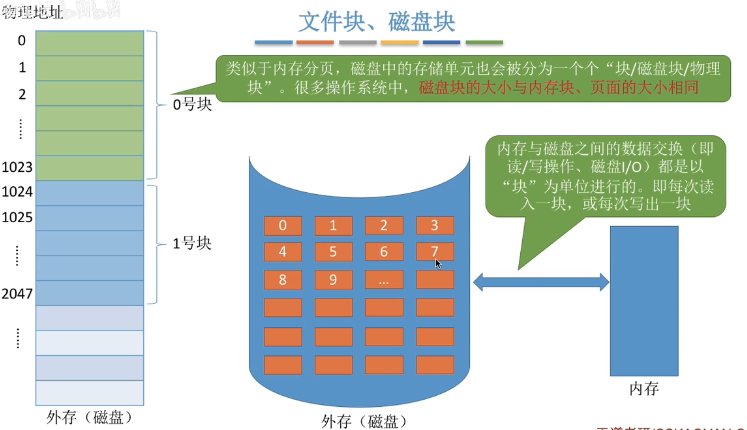 物理地址
文件块、磁盘块
0
1
2
……
1023
1024
1025
……
2047
……
0号块
1号块
外存（磁盘）
类似于内存分页，磁盘中的存储单元也会被分为一个个“块/磁盘块/物理
块”。很多操作系统中，磁盘块的大小与内存块、页面的大小相同
内存与磁盘之间的数据交换（即
读/写操作、磁盘I/O）都是以
“块”为单位进行的。即每次读
入一块，或每次写出一块
0 1 2 3
4 5 6 7
8 9 ...
外存（磁盘）
内存